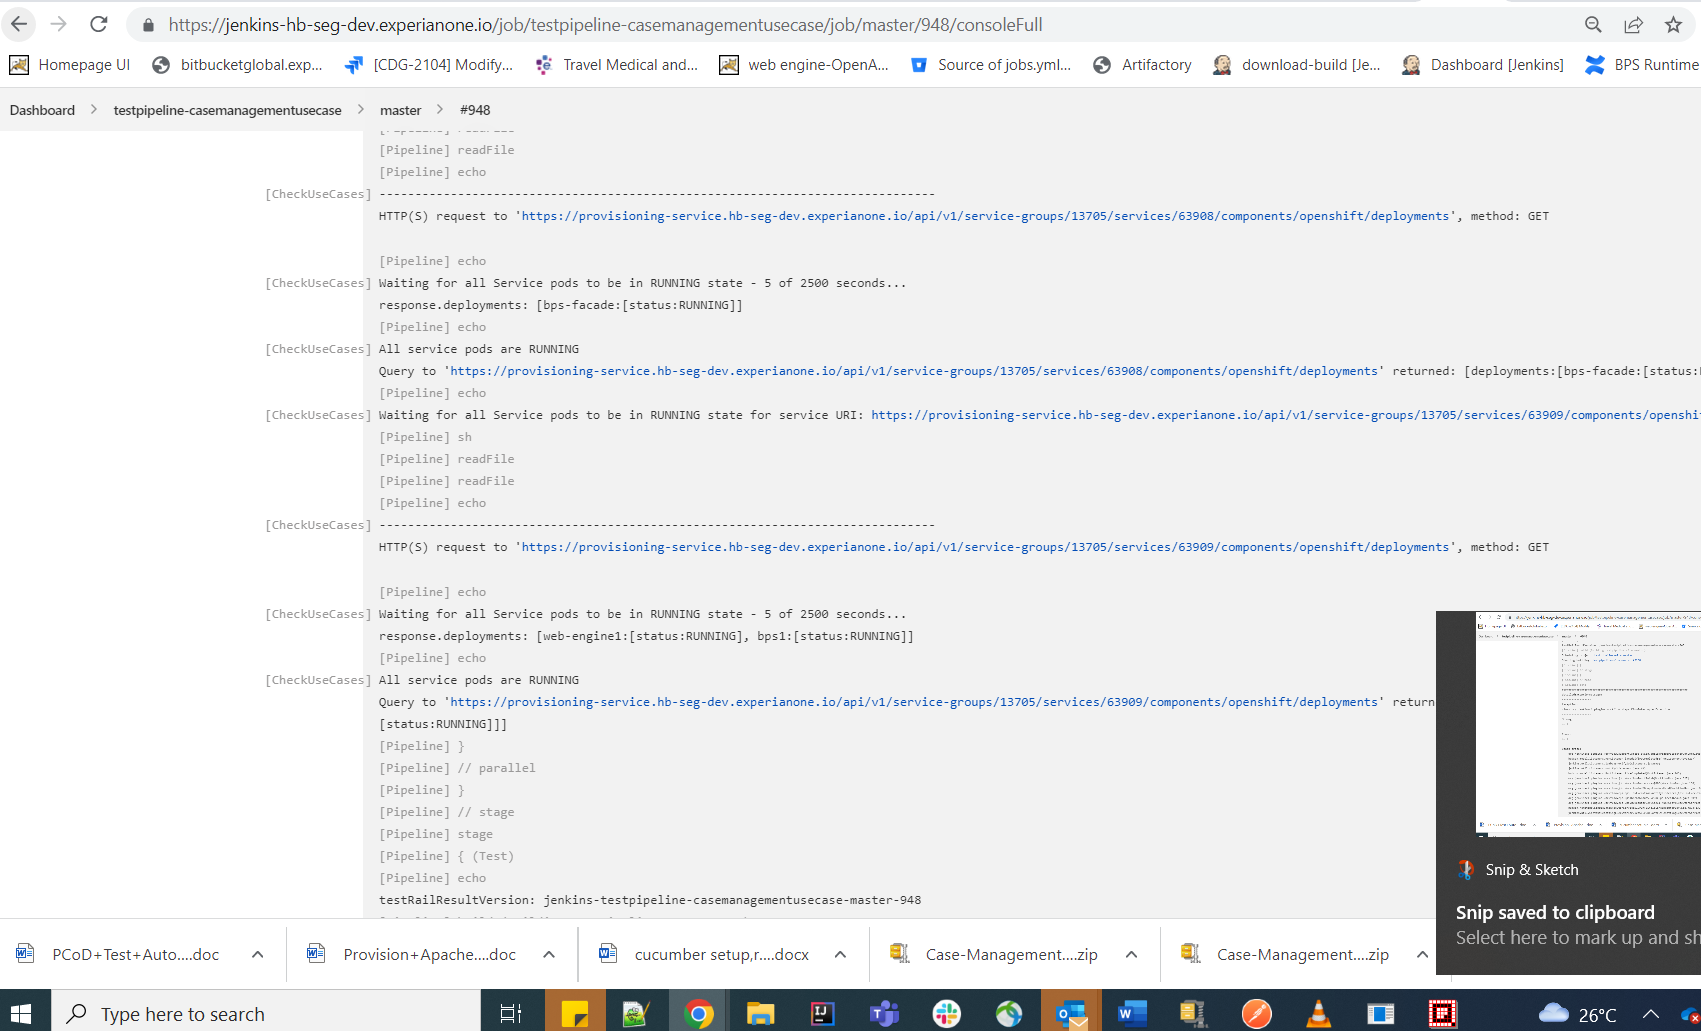 https://jenkins-hb-seg-dev.experianone.io/job/testpipeline-casemanagementusecase/job/master/948/consoleFull
Homepage UI bitbucketglobal.exp... [CDG-2104] Modify,... Travel Medical and... web engine-OpenA... Source of jobs.yml,... Artifactory download-build [Je... Dashboard [Jenkins] BPS Runtime
Dashboard > testpipeline-casemanagementusecase > master > #948
[Pipeline] readFile
[Pipeline] readFile
[Pipeline] echo
[CheckUseCases] ------------------------------------------------------------------------------
HTTP(S) request to 'https://provisioning-service.hb-seg-dev.experianone.io/api/v1/service-groups/13705/services/63908/components/openshift/deployments', method: GET
[Pipeline] echo
[CheckUseCases] Waiting for all Service pods to be in RUNNING state - 5 of 2500 seconds...
response.deployments: [bps-facade:[status:RUNNING]]
[Pipeline] echo
[CheckUseCases] All service pods are RUNNING
Query to 'https://provisioning-service.hb-seg-dev.experianone.io/api/v1/service-groups/13705/services/63908/components/openshift/deployments' returned: [deployments:[bps-facade:[status:
[Pipeline] echo
[CheckUseCases] Waiting for all Service pods to be in RUNNING state for service URI: https://provisioning-service.hb-seg-dev.experianone.io/api/v1/service-groups/13705/services/63909/components/openshi
[Pipeline] sh
[Pipeline] readFile
[Pipeline] readFile
[Pipeline] echo
[CheckUseCases] ------------------------------------------------------------------------------
HTTP(S) request to 'https://provisioning-service.hb-seg-dev.experianone.io/api/v1/service-groups/13705/services/63909/components/openshift/deployments', method: GET
[Pipeline] echo
[CheckUseCases] Waiting for all Service pods to be in RUNNING state - 5 of 2500 seconds...
response.deployments: [web-engine1:[status:RUNNING], bps1:[status:RUNNING]]
[Pipeline] echo
[CheckUseCases] All service pods are RUNNING
Query to 'https://provisioning-service.hb-seg-dev.experianone.io/api/v1/service-groups/13705/services/63909/components/openshift/deployments' return
[status:RUNNING]]]
[Pipeline] }
[Pipeline] // parallel
[Pipeline] }
[Pipeline] // stage
[Pipeline] stage
[Pipeline] { (Test)
[Pipeline] echo
testRailResultVersion: jenkins-testpipeline-casemanagementusecase-master-948
Snip & Sketch
Snip saved to clipboard
Select here to mark up and sh
PCoD+Test+Auto....doc Provision+Apache....doc cucumber setup,r....docx Case-Management....zip Case-Management....zip
Type here to search 26°C